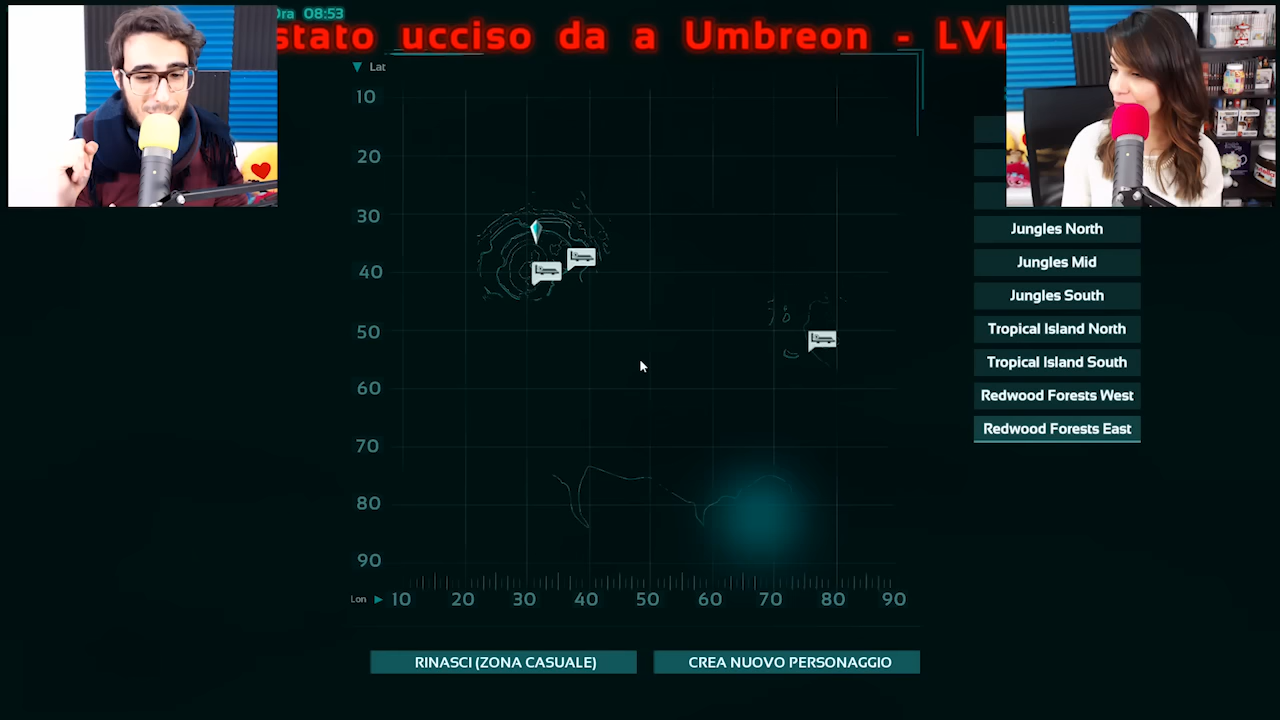 Ora 08:53
stato ucciso da a Umbreon - LVL
Lat
10
20
30
40
50
60
70
80
90
Lon 10 20 30 40 50 60 70 80 90
Jungles North
Jungles Mid
Jungles South
Tropical Island North
Tropical Island South
Redwood Forests West
Redwood Forests East
RINASCI (ZONA CASUALE)
CREA NUOVO PERSONAGGIO